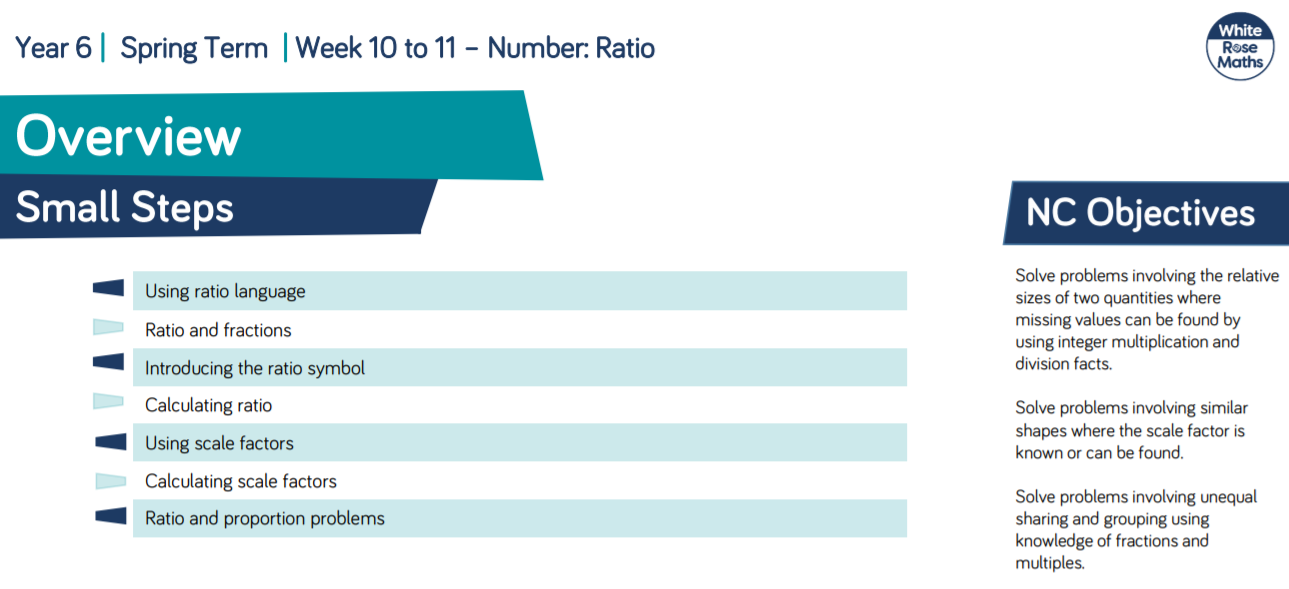 Year 6 | Spring Term | Week 10 to 11 – Number: Ratio
White
Rose
Maths
Overview
Small Steps
Using ratio language
Ratio and fractions
Introducing the ratio symbol
Calculating ratio
Using scale factors
Calculating scale factors
Ratio and proportion problems
NC Objectives
Solve problems involving the relative
sizes of two quantities where
missing values can be found by
using integer multiplication and
division facts.
Solve problems involving similar
shapes where the scale factor is
known or can be found.
Solve problems involving unequal
sharing and grouping using
knowledge of fractions and
multiples.